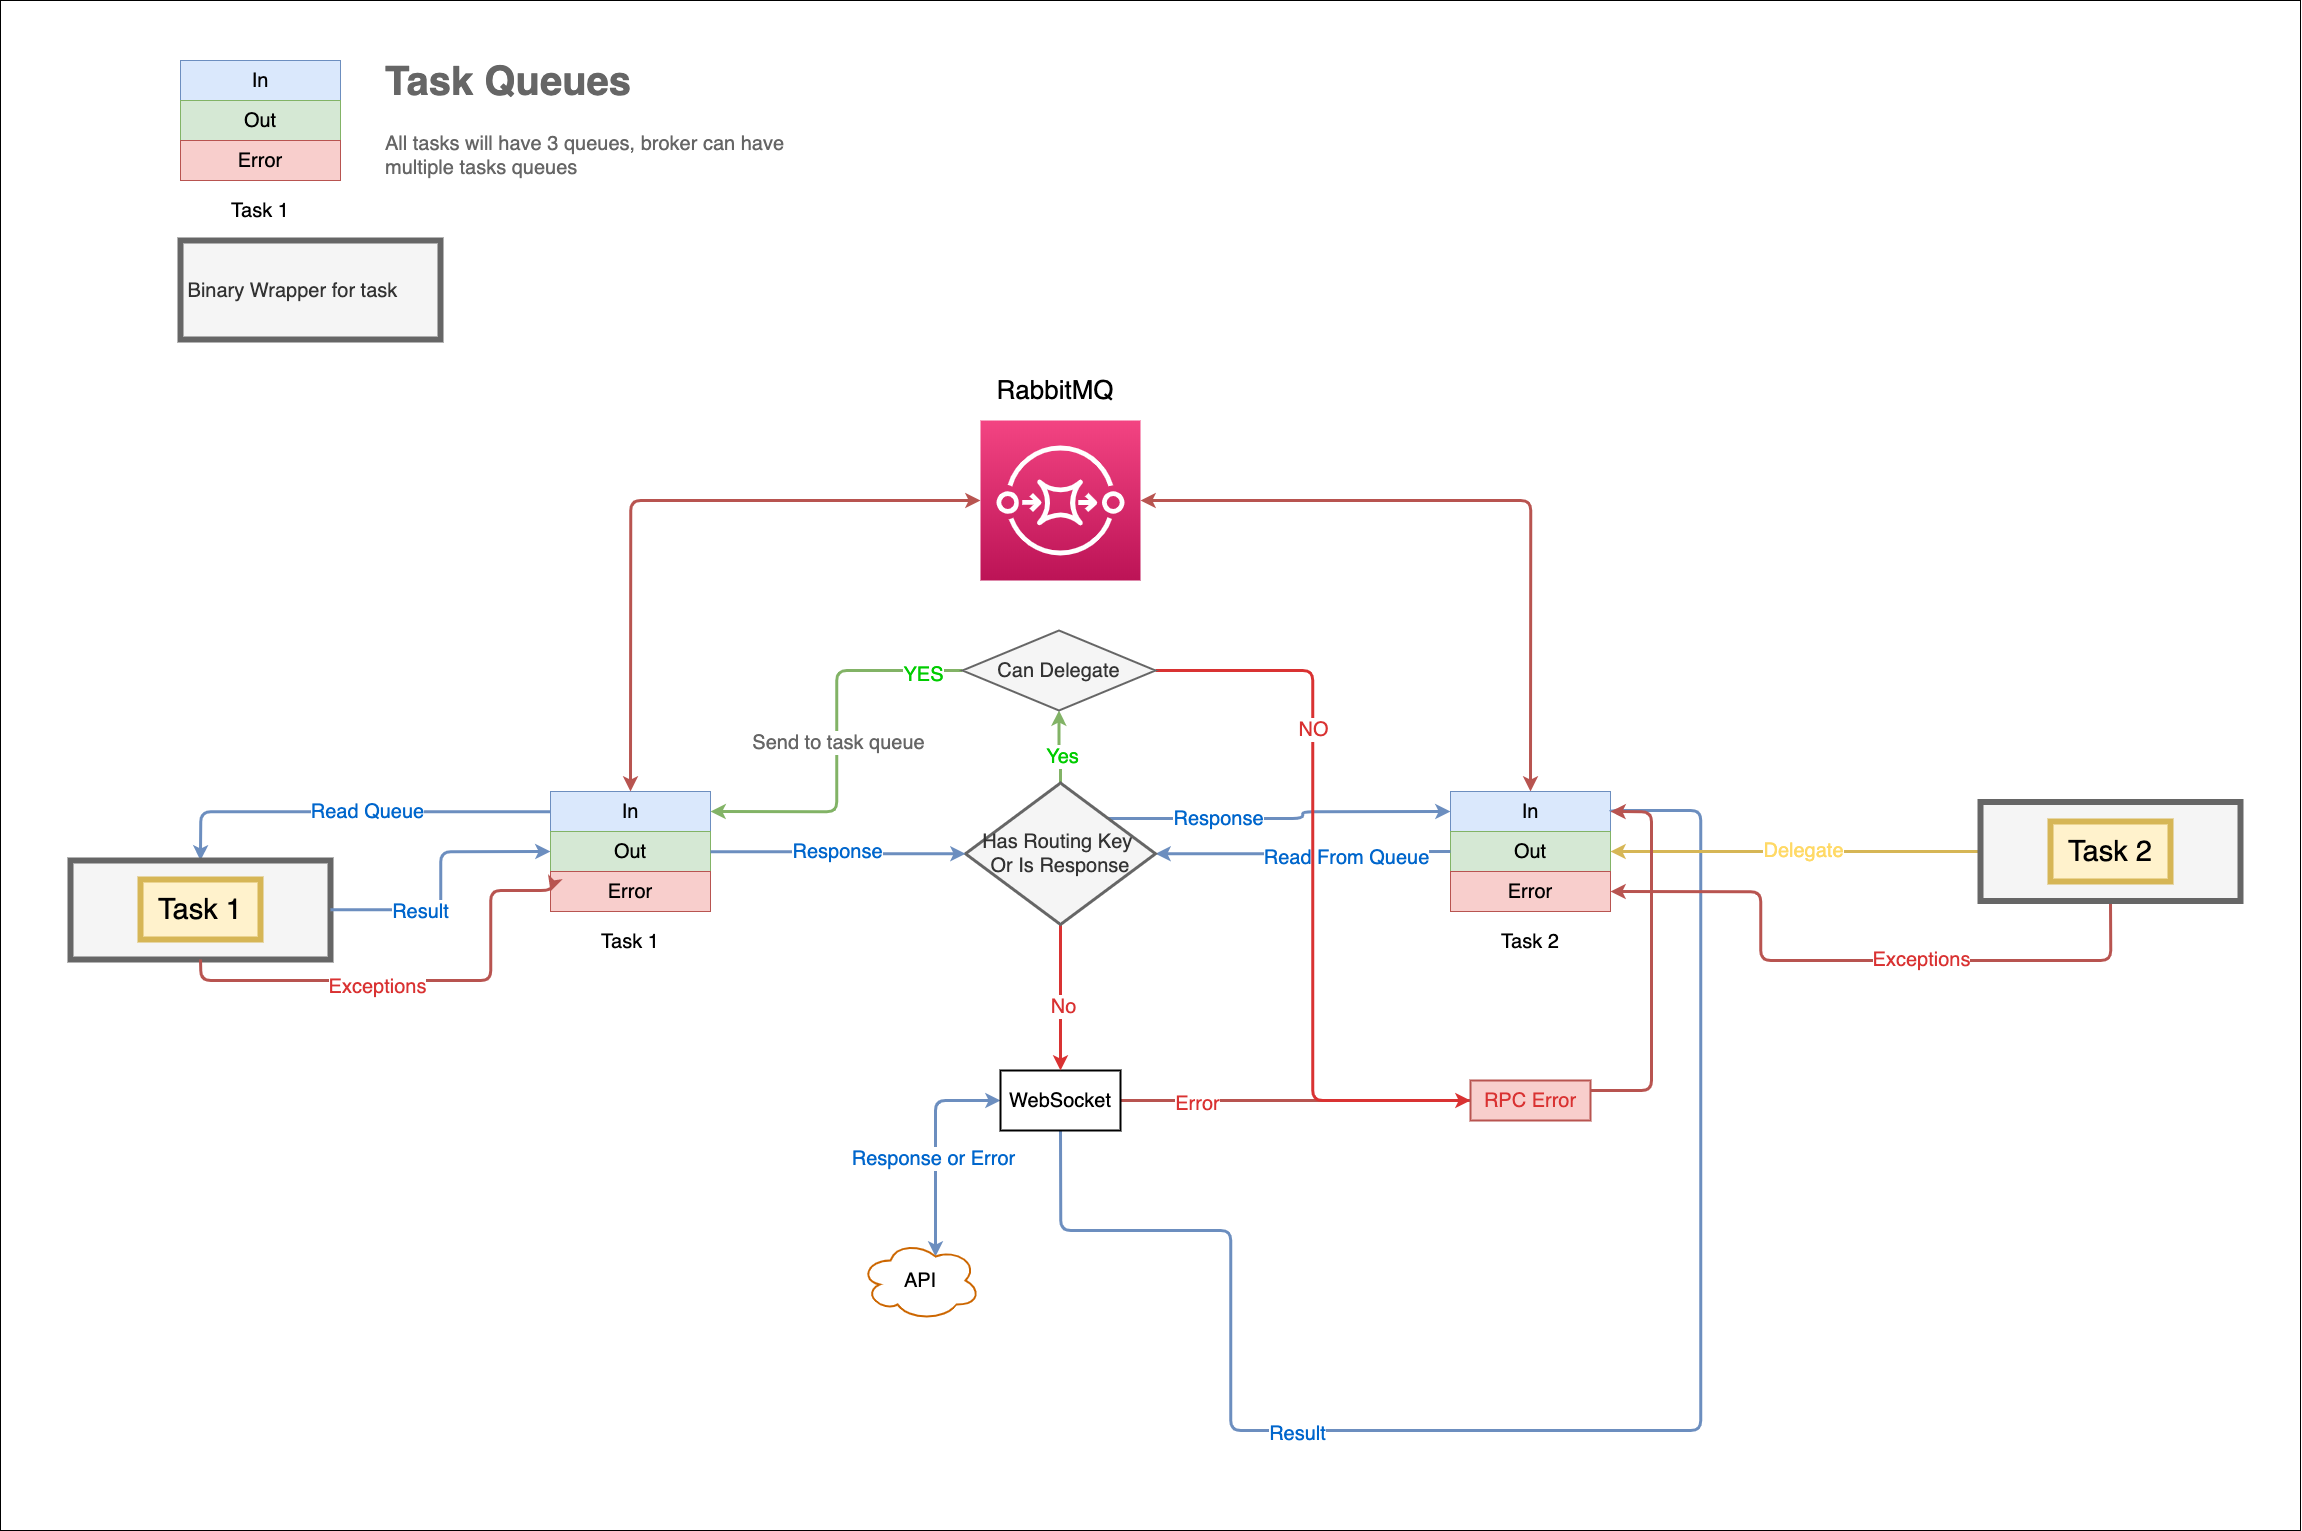 In
Out
Error
Task 1
Task Queues
All tasks will have 3 queues, broker can have
multiple tasks queues
Binary Wrapper for task
RabbitMQ
Can Delegate
YES
Send to task queue
NO
Yes
Read Queue
In
Out
Error
Task 1
Response
Has Routing Key
Or Is Response
Response
Read From Queue
In
Out
Error
Task 2
Delegate
Task 2
Exceptions
Task 1
Result
Exceptions
No
WebSocket
Error
RPC Error
Response or Error
API
Result